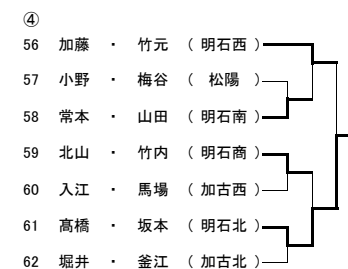 ④
56 加藤 ・ 竹元 ( 明石西 )
57 小野 ・ 梅谷 ( 松陽 )
58 常本 ・ 山田 ( 明石南 )
59 北山 ・ 竹内 ( 明石商 )
60 入江 ・ 馬場 ( 加古西 )
61 髙橋 ・ 坂本 ( 明石北 )
62 堀井 ・ 釜江 ( 加古北 )